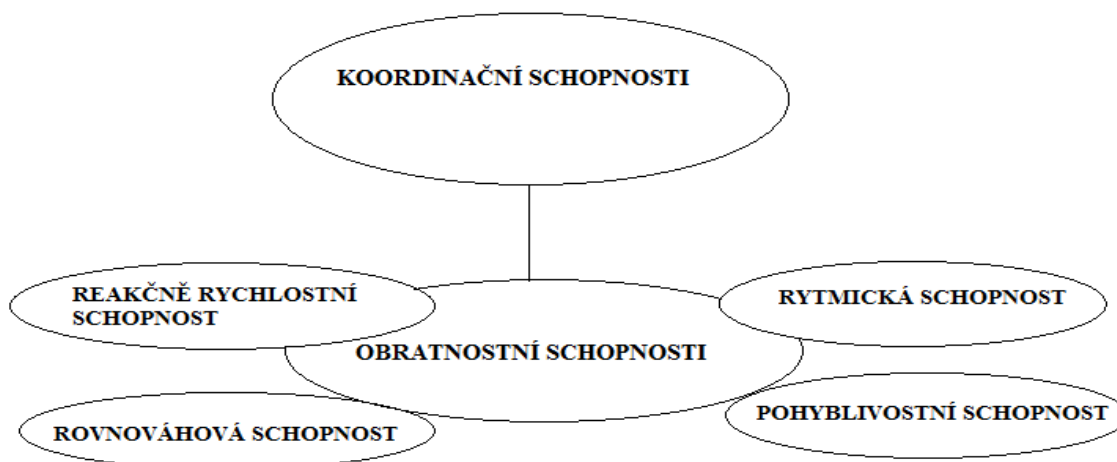 KOORDINAČNÍ SCHOPNOSTI
REAKČNĚ RYCHLOSTNÍ
SCHOPNOST
RYTMICKÁ SCHOPNOST
OBRATNOSTNÍ SCHOPNOSTI
ROVNOVÁHOVÁ SCHOPNOST
POHYBLIVOSTNÍ SCHOPNOST